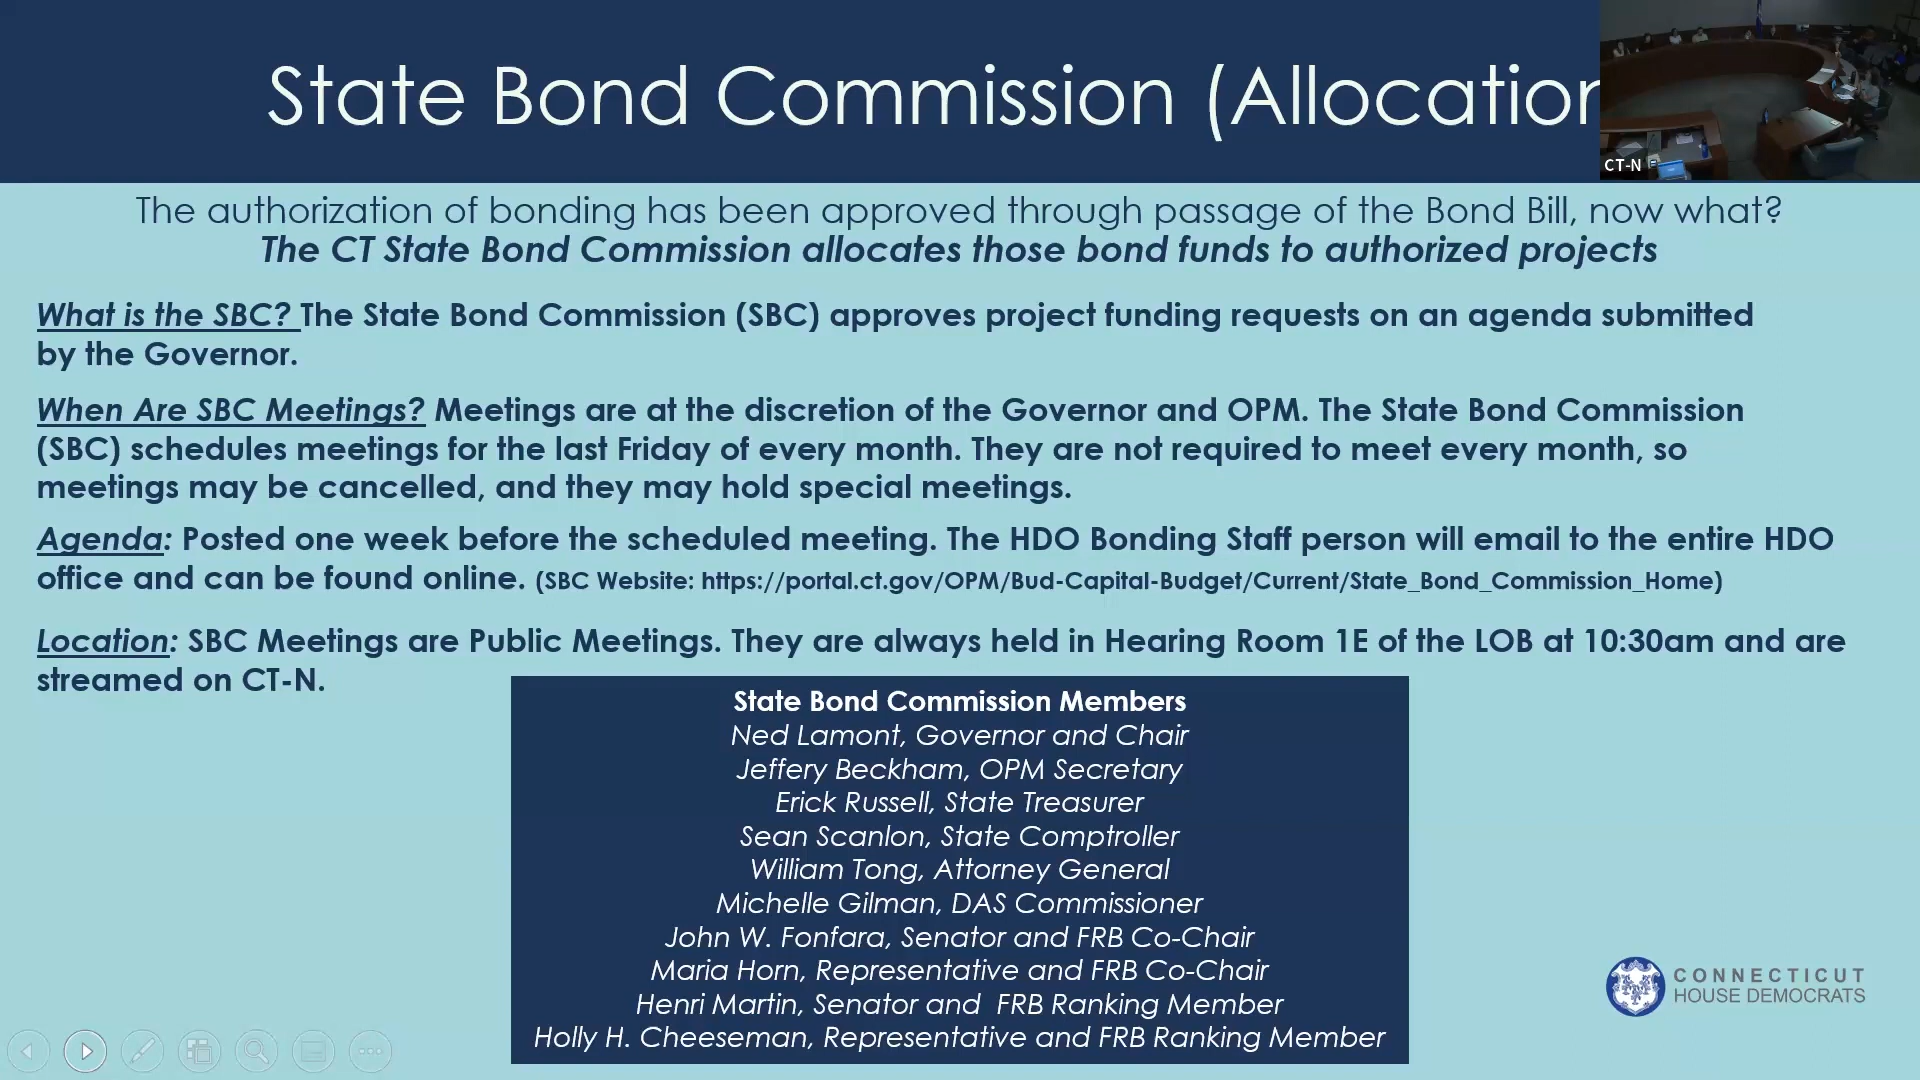 State Bond Commission (Allocation
CT-N
The authorization of bonding has been approved through passage of the Bond Bill, now what?
The CT State Bond Commission allocates those bond funds to authorized projects
What is the SBC? The State Bond Commission (SBC) approves project funding requests on an agenda submitted
by the Governor.
When Are SBC Meetings? Meetings are at the discretion of the Governor and OPM. The State Bond Commission
(SBC) schedules meetings for the last Friday of every month. They are not required to meet every month, so
meetings may be cancelled, and they may hold special meetings.
Agenda: Posted one week before the scheduled meeting. The HDO Bonding Staff person will email to the entire HDO
office and can be found online. (SBC Website: https://portal.ct.gov/OPM/Bud-Capital-Budget/Current/State_Bond_Commission_Home)
Location: SBC Meetings are Public Meetings. They are always held in Hearing Room 1E of the LOB at 10:30am and are
streamed on CT-N.
State Bond Commission Members
Ned Lamont, Governor and Chair
Jeffery Beckham, OPM Secretary
Erick Russell, State Treasurer
Sean Scanlon, State Comptroller
William Tong, Attorney General
Michelle Gilman, DAS Commissioner
John W. Fonfara, Senator and FRB Co-Chair
Maria Horn, Representative and FRB Co-Chair
Henri Martin, Senator and FRB Ranking Member
Holly H. Cheeseman, Representative and FRB Ranking Member
CONNECTICUT
HOUSE DEMOCRATS